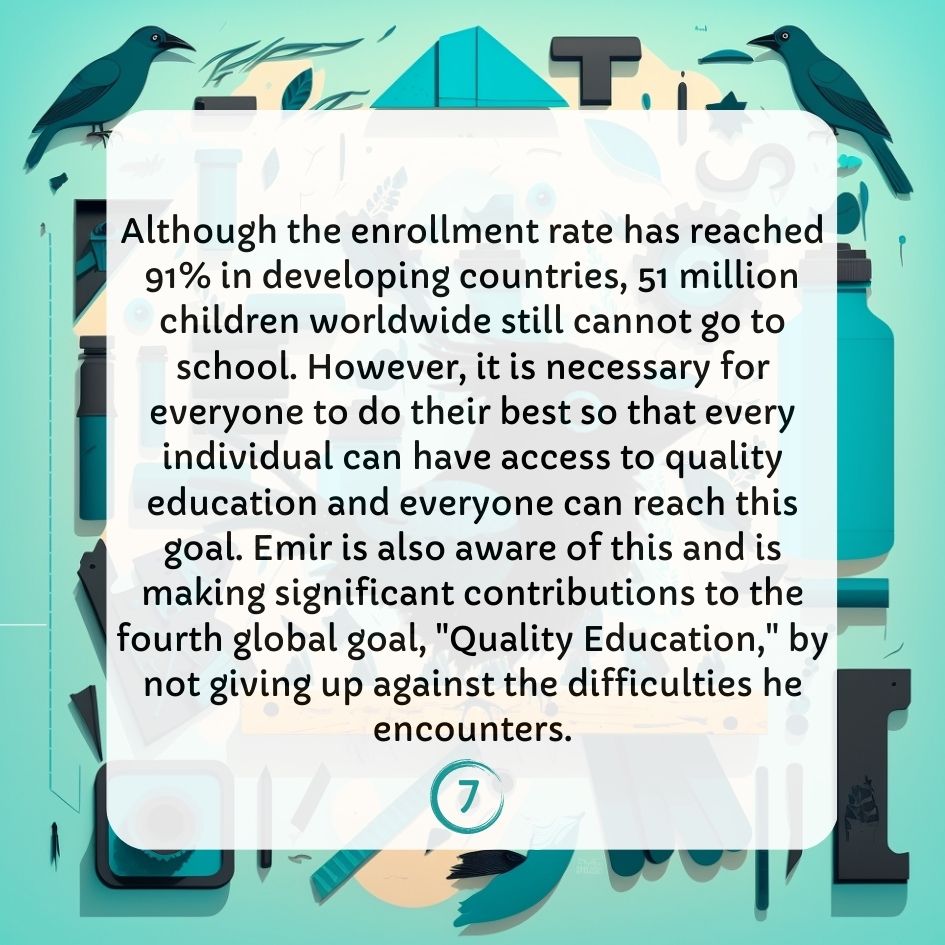 Although the enrollment rate has reached
91% in developing countries, 51 million
children worldwide still cannot go to
school. However, it is necessary for
everyone to do their best so that every
individual can have access to quality
education and everyone can reach this
goal. Emir is also aware of this and is
making significant contributions to the
fourth global goal, "Quality Education," by
not giving up against the difficulties he
encounters.
7